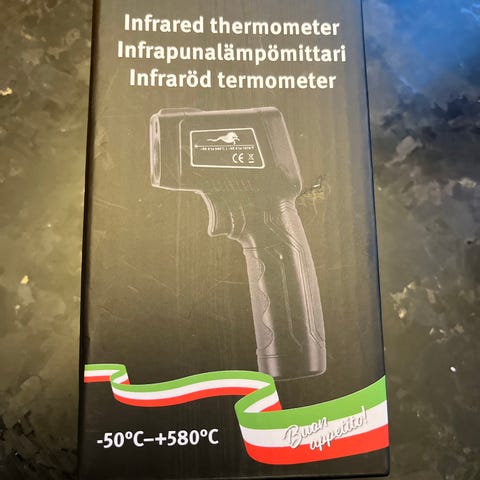 Infrared thermometer
Infrapunalämpömittari
Infraröd termometer
CE
-50°C–+580°C
Buon
appetito!